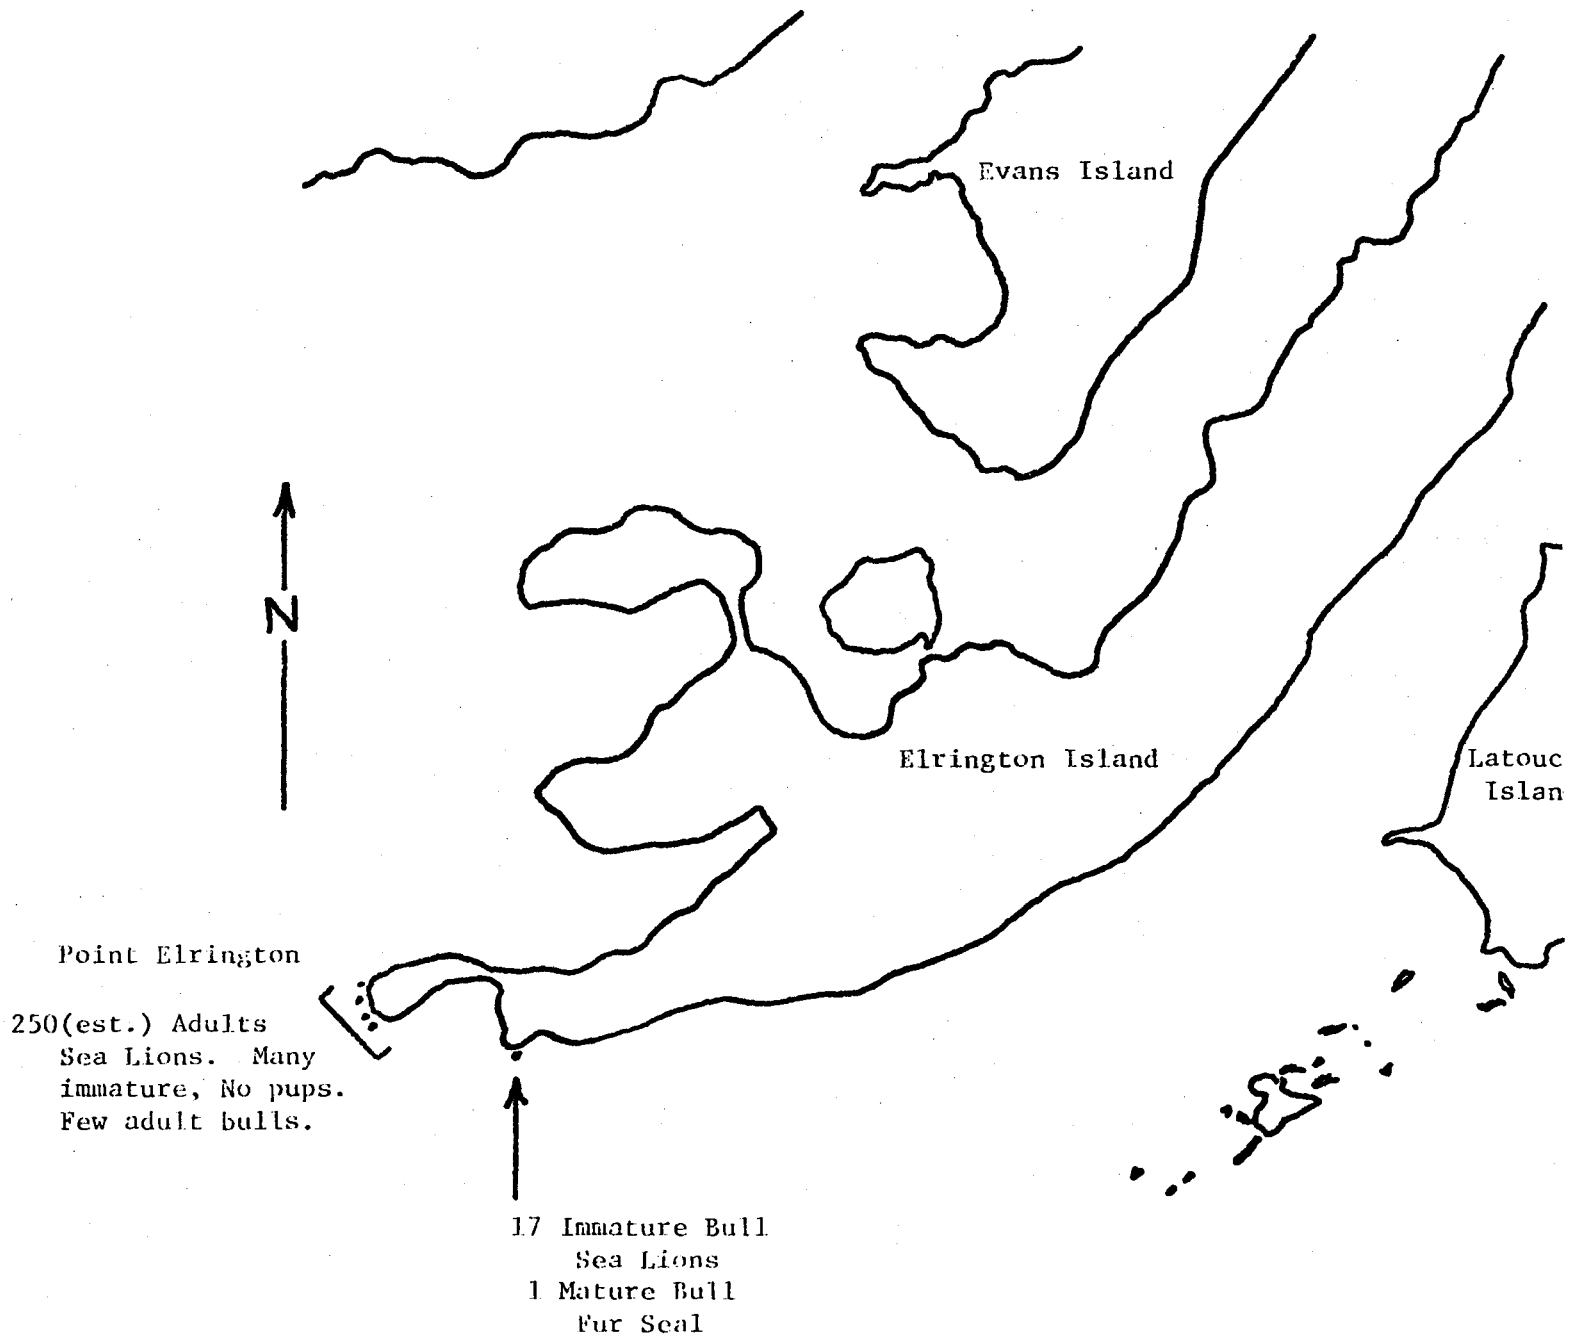 Evans Island
N
Elrington Island
Latouc
Islan
Point Elrington
250(est.) Adults
Sea Lions. Many
immature, No pups.
Few adult bulls.
17 Immature Bull
Sea Lions
1 Mature Bull
Fur Seal